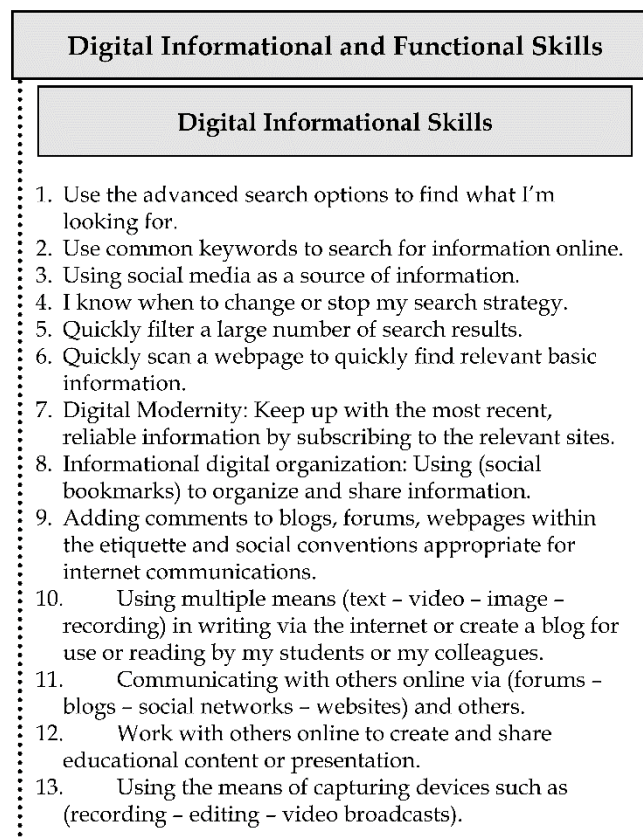 Digital Informational and Functional Skills
Digital Informational Skills
1. Use the advanced search options to find what I'm
looking for.
2. Use common keywords to search for information online.
3. Using social media as a source of information.
4. I know when to change or stop my search strategy.
5. Quickly filter a large number of search results.
6. Quickly scan a webpage to quickly find relevant basic
information.
7. Digital Modernity: Keep up with the most recent,
reliable information by subscribing to the relevant sites.
8. Informational digital organization: Using (social
bookmarks) to organize and share information.
9. Adding comments to blogs, forums, webpages within
the etiquette and social conventions appropriate for
internet communications.
10. Using multiple means (text – video – image –
recording) in writing via the internet or create a blog for
use or reading by my students or my colleagues.
11. Communicating with others online via (forums –
blogs – social networks – websites) and others.
12. Work with others online to create and share
educational content or presentation.
13. Using the means of capturing devices such as
(recording – editing – video broadcasts).